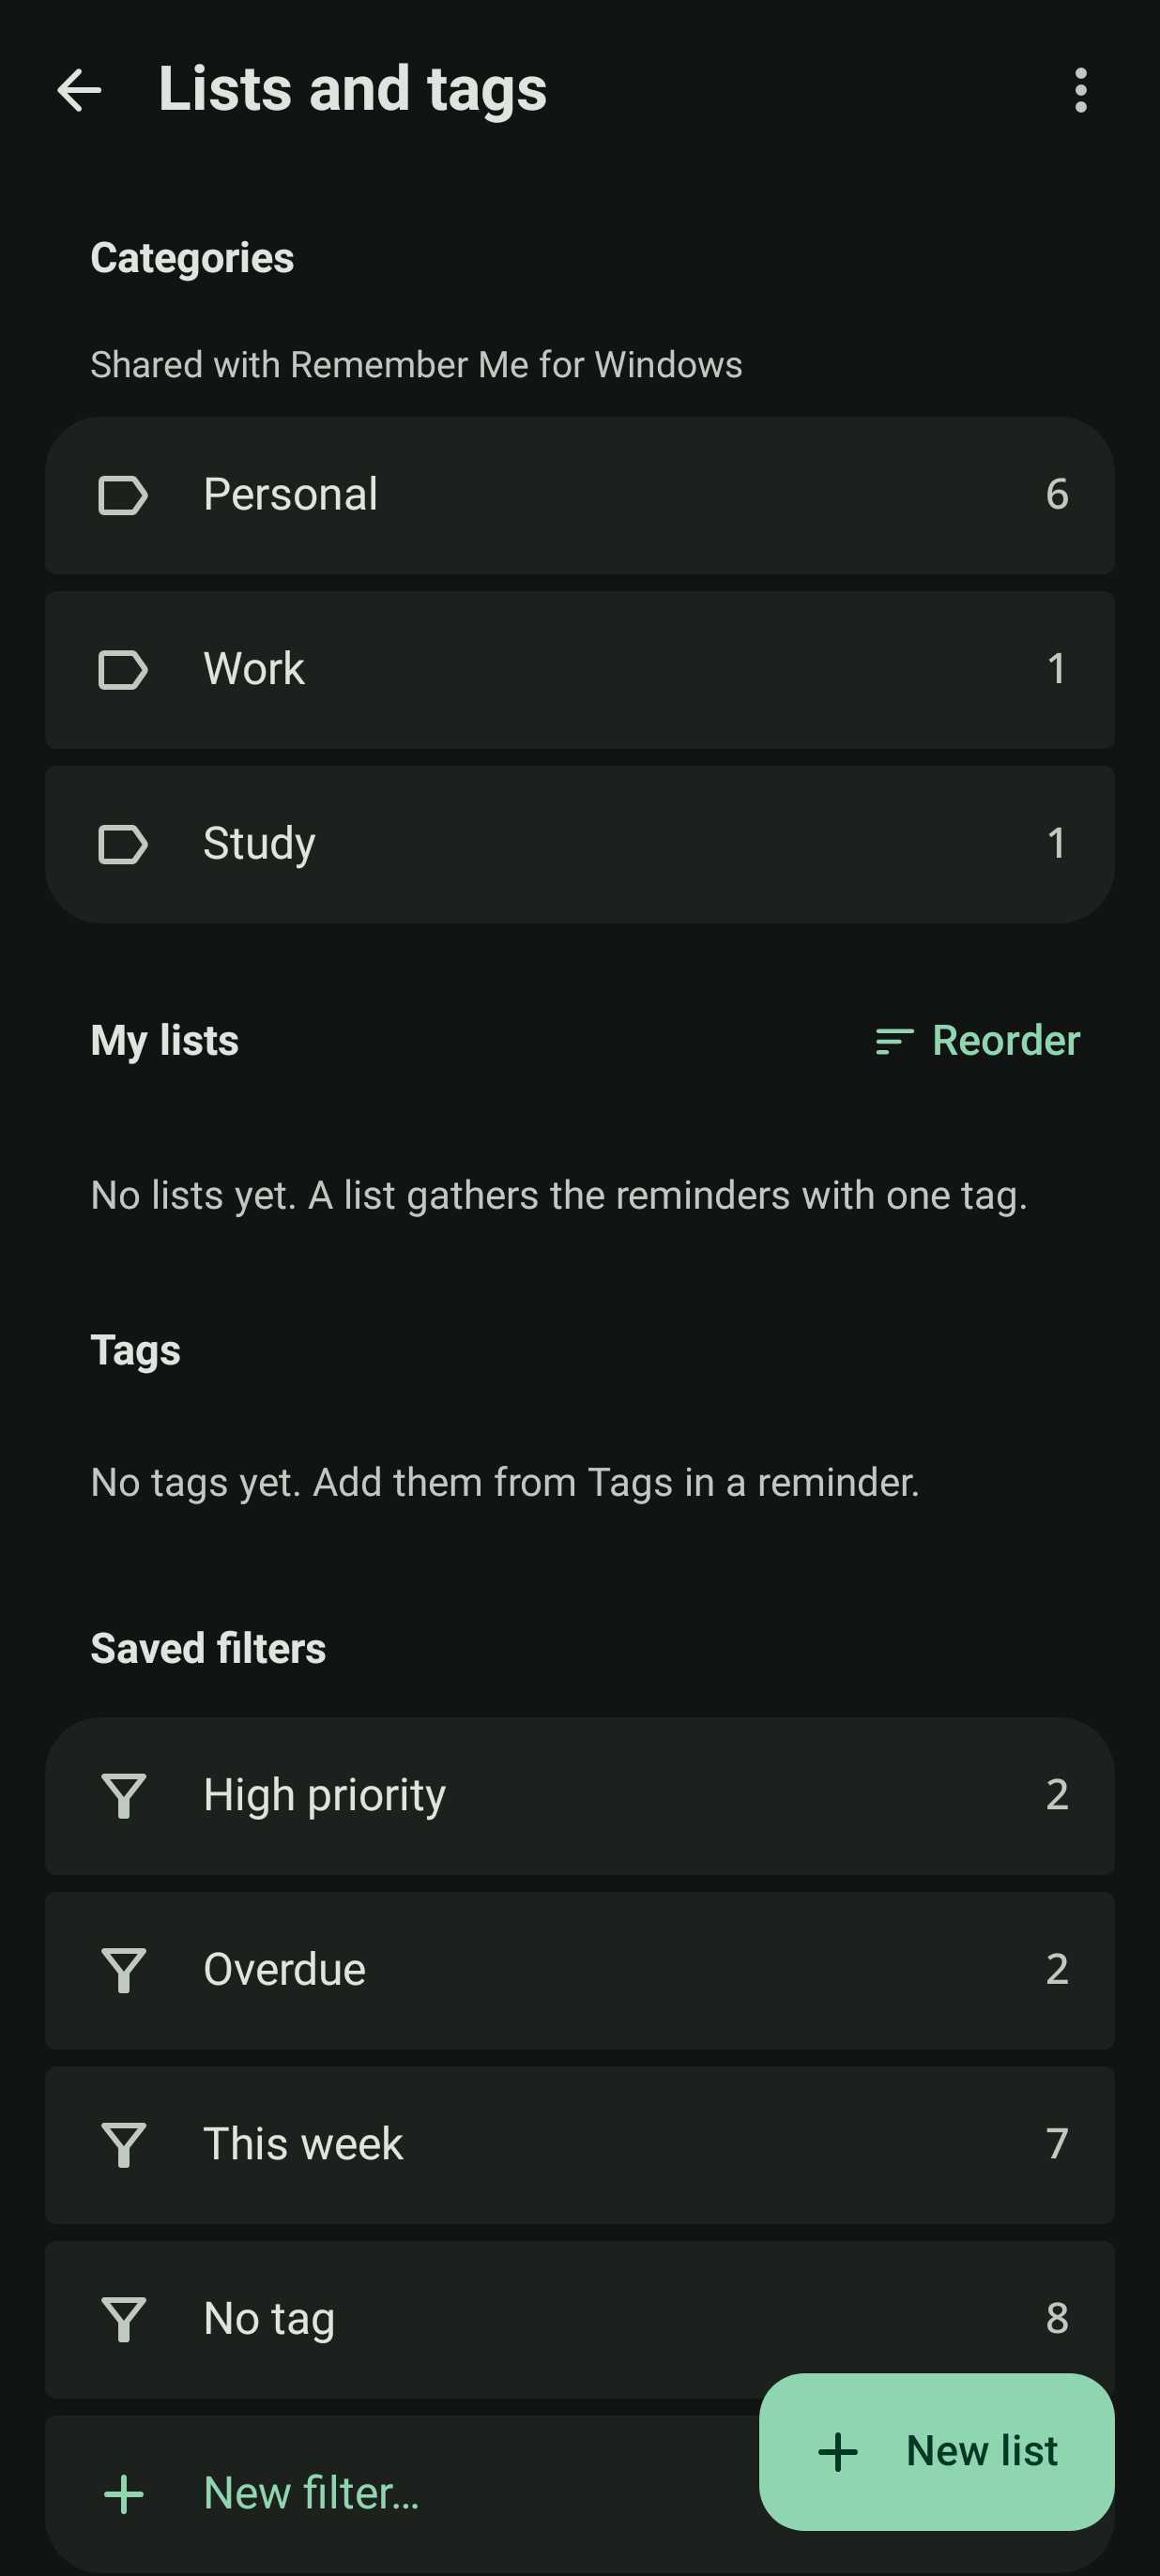 Lists and tags
Categories
Shared with Remember Me for Windows
Personal 6
Work 1
Study 1
My lists Reorder
No lists yet. A list gathers the reminders with one tag.
Tags
No tags yet. Add them from Tags in a reminder.
Saved filters
High priority 2
Overdue 2
This week 7
No tag 8
New list
New filter...